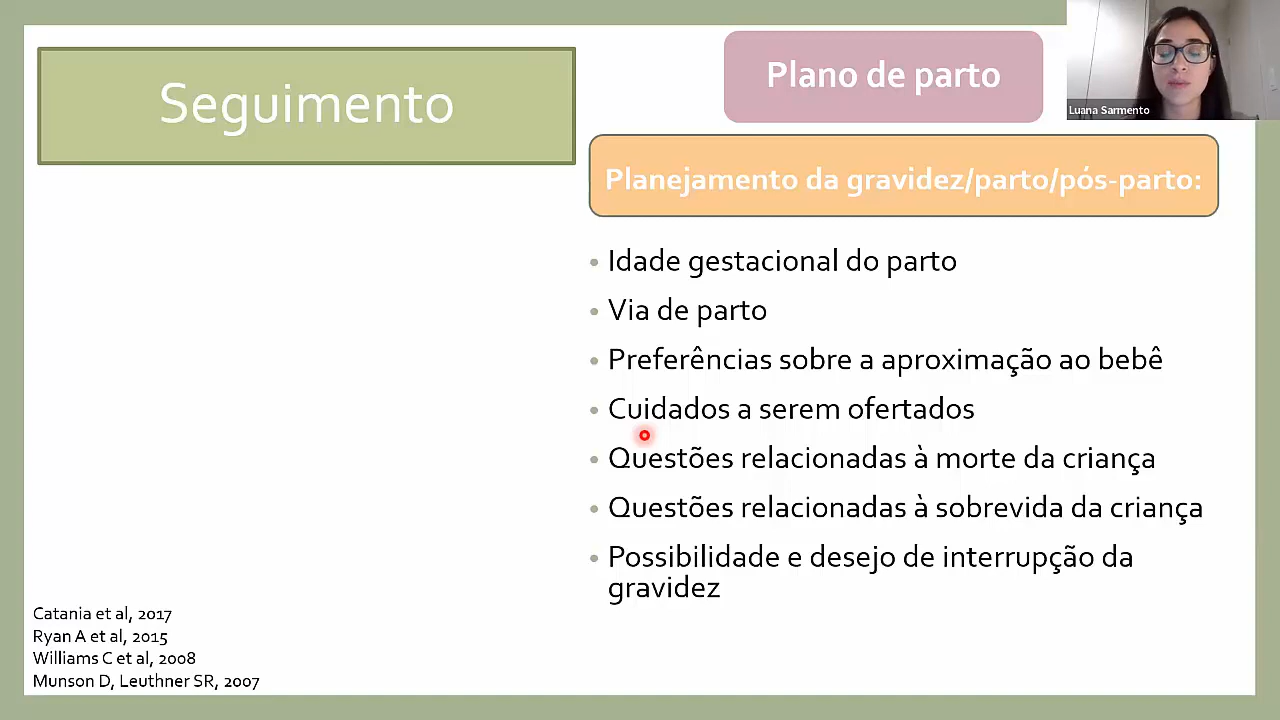 Seguimento
Plano de parto
Luana Sarmento
Planejamento da gravidez/parto/pós-parto:
Idade gestacional do parto
Via de parto
Preferências sobre a aproximação ao bebê
Cuidados a serem ofertados
Questões relacionadas à morte da criança
Questões relacionadas à sobrevida da criança
Possibilidade e desejo de interrupção da
gravidez
Catania et al, 2017
Ryan A et al, 2015
Williams C et al, 2008
Munson D, Leuthner SR, 2007